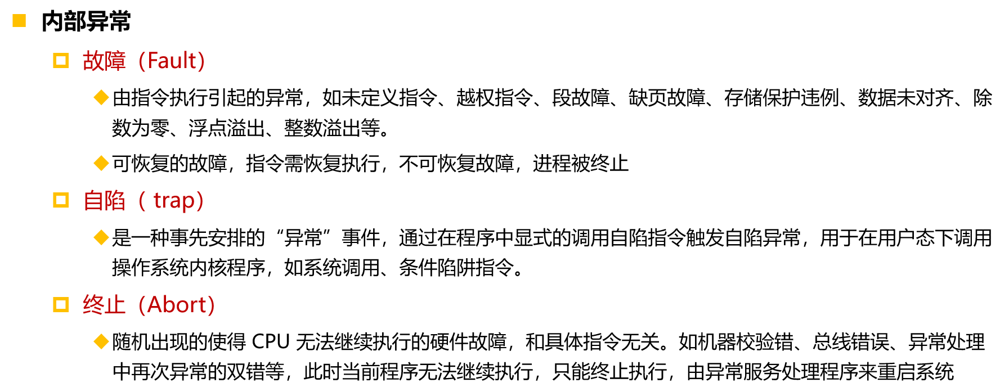 内部异常
故障（Fault）
由指令执行引起的异常，如未定义指令、越权指令、段故障、缺页故障、存储保护违例、数据未对齐、除
数为零、浮点溢出、整数溢出等。
可恢复的故障，指令需恢复执行，不可恢复故障，进程被终止
自陷（ trap）
是一种事先安排的“异常”事件，通过在程序中显式的调用自陷指令触发自陷异常，用于在用户态下调用
操作系统内核程序，如系统调用、条件陷阱指令。
终止（Abort）
随机出现的使得 CPU 无法继续执行的硬件故障，和具体指令无关。如机器校验错、总线错误、异常处理
中再次异常的双错等，此时当前程序无法继续执行，只能终止执行，由异常服务处理程序来重启系统